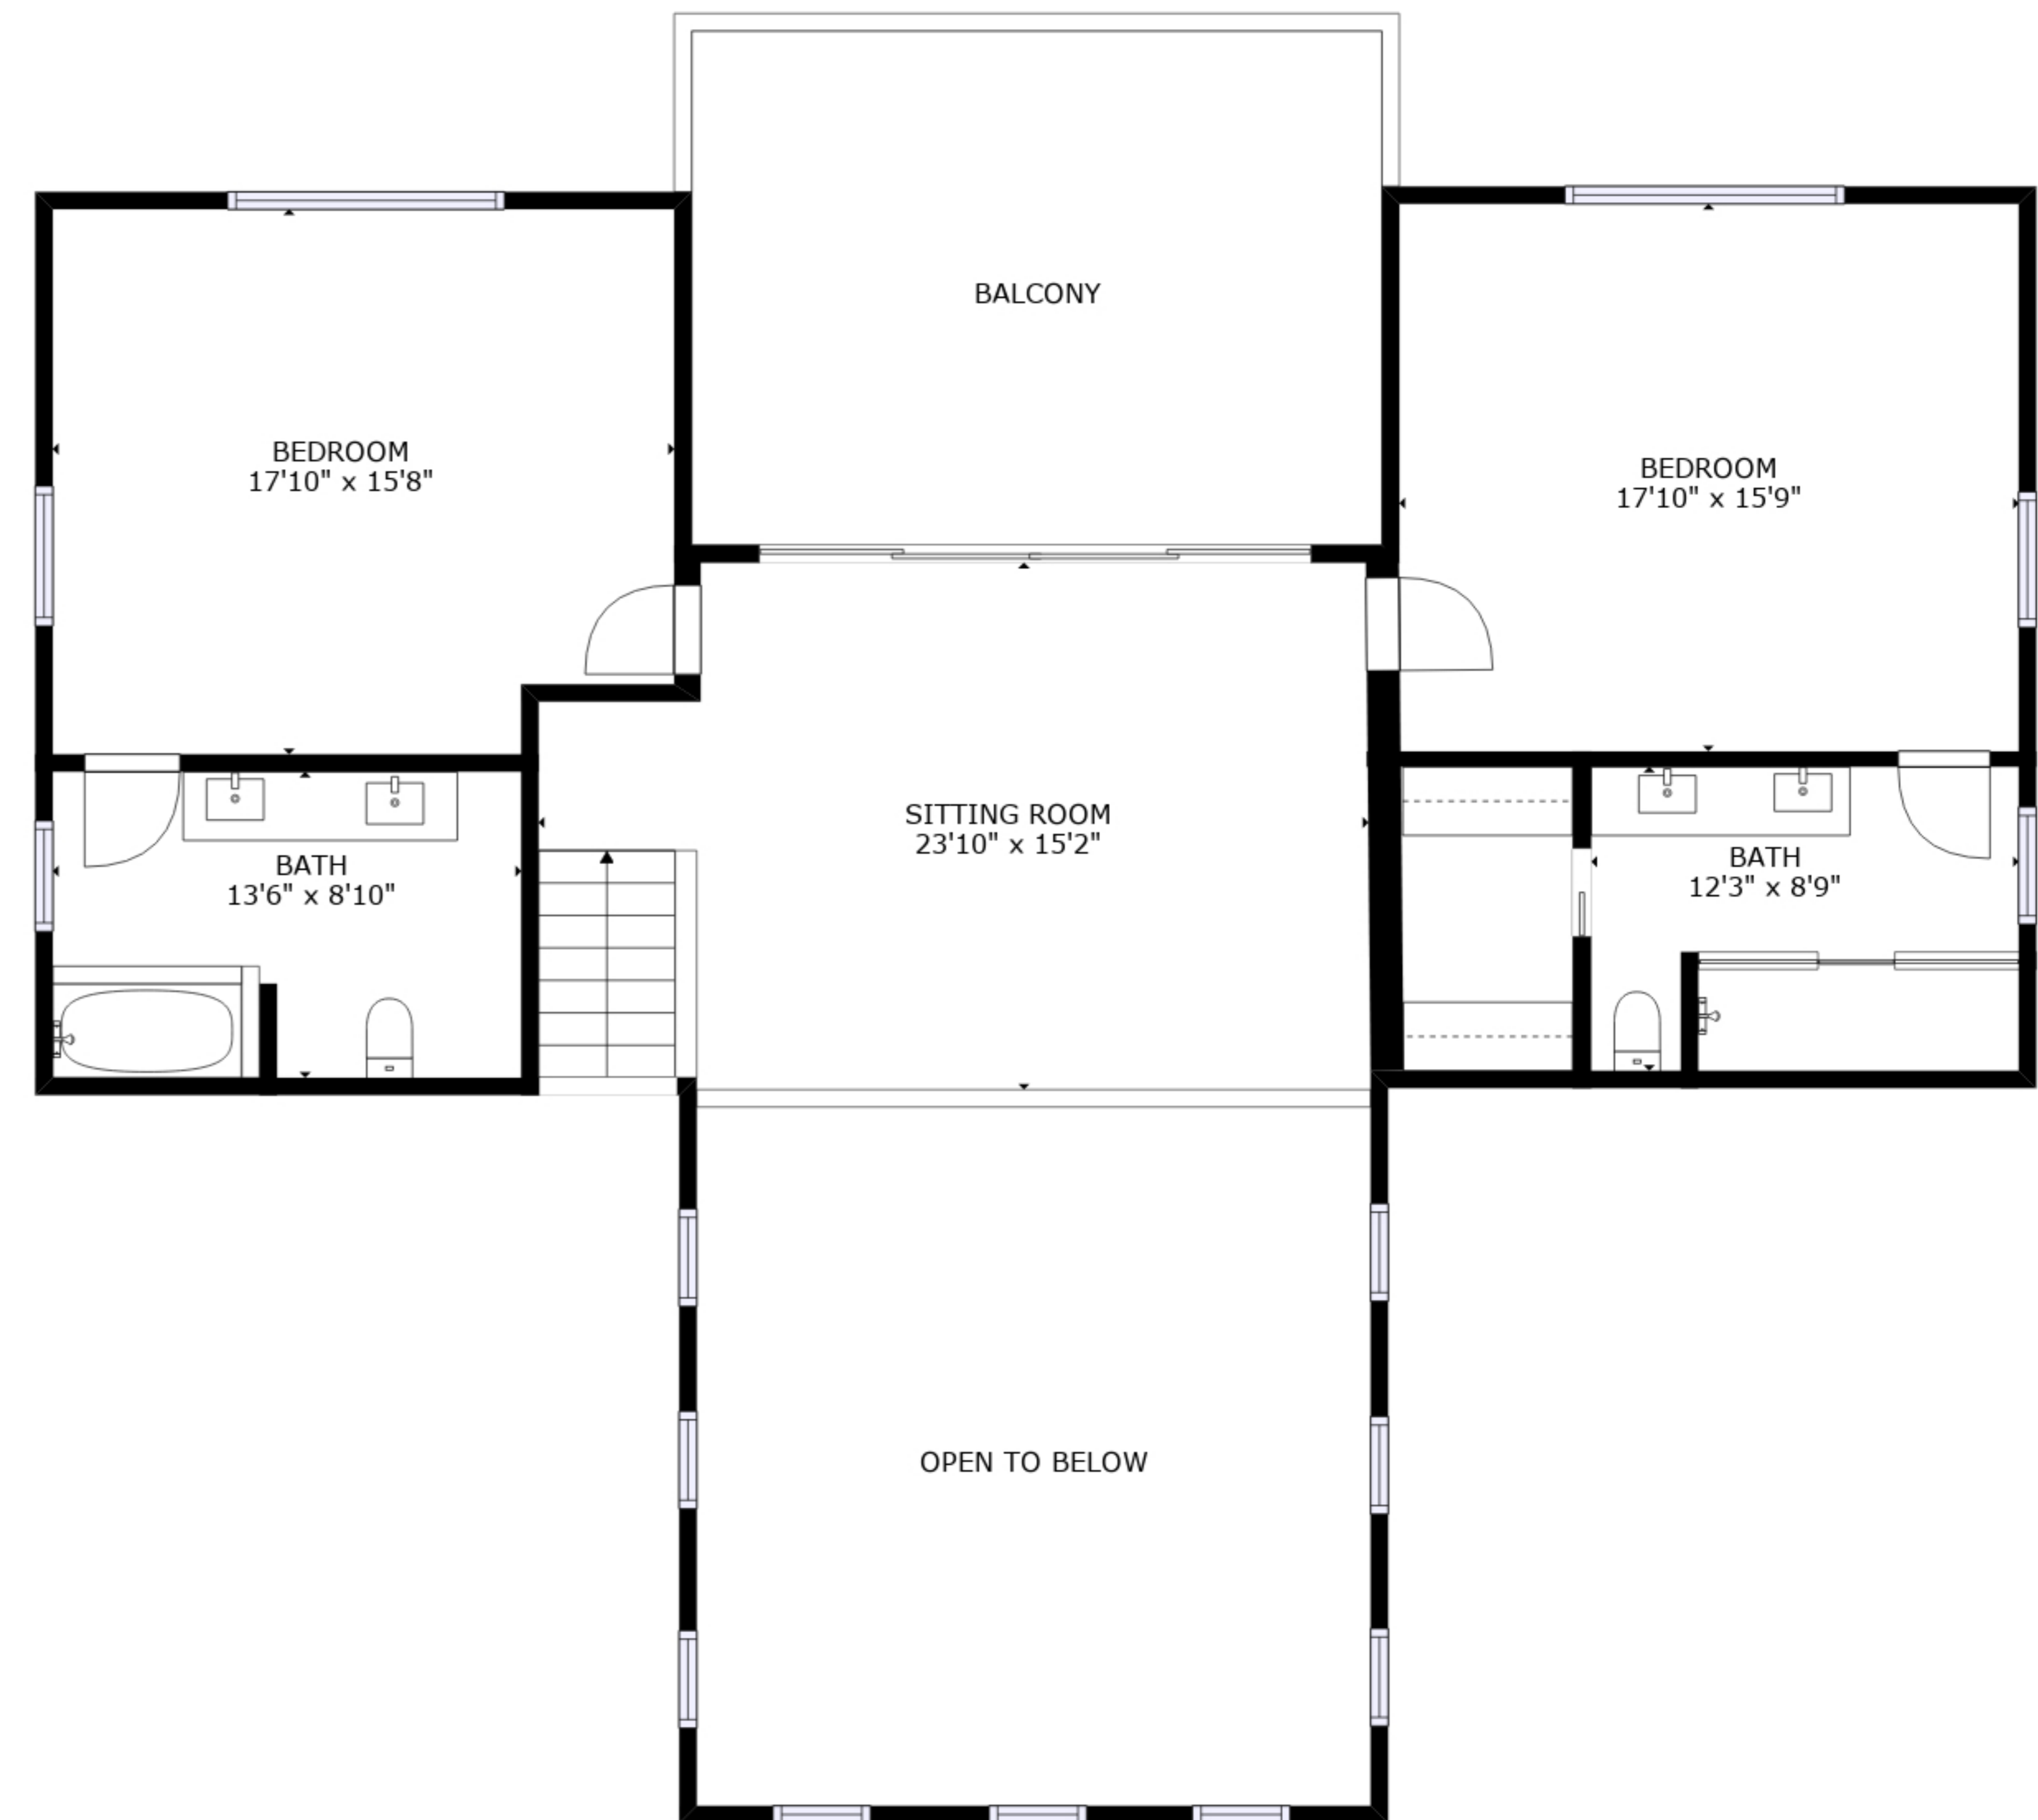 BALCONY
BEDROOM
17'10" x 15'8"
BEDROOM
17'10" x 15'9"
SITTING ROOM
23'10" x 15'2"
BATH
13'6" x 8'10"
BATH
12'3" x 8'9"
OPEN TO BELOW